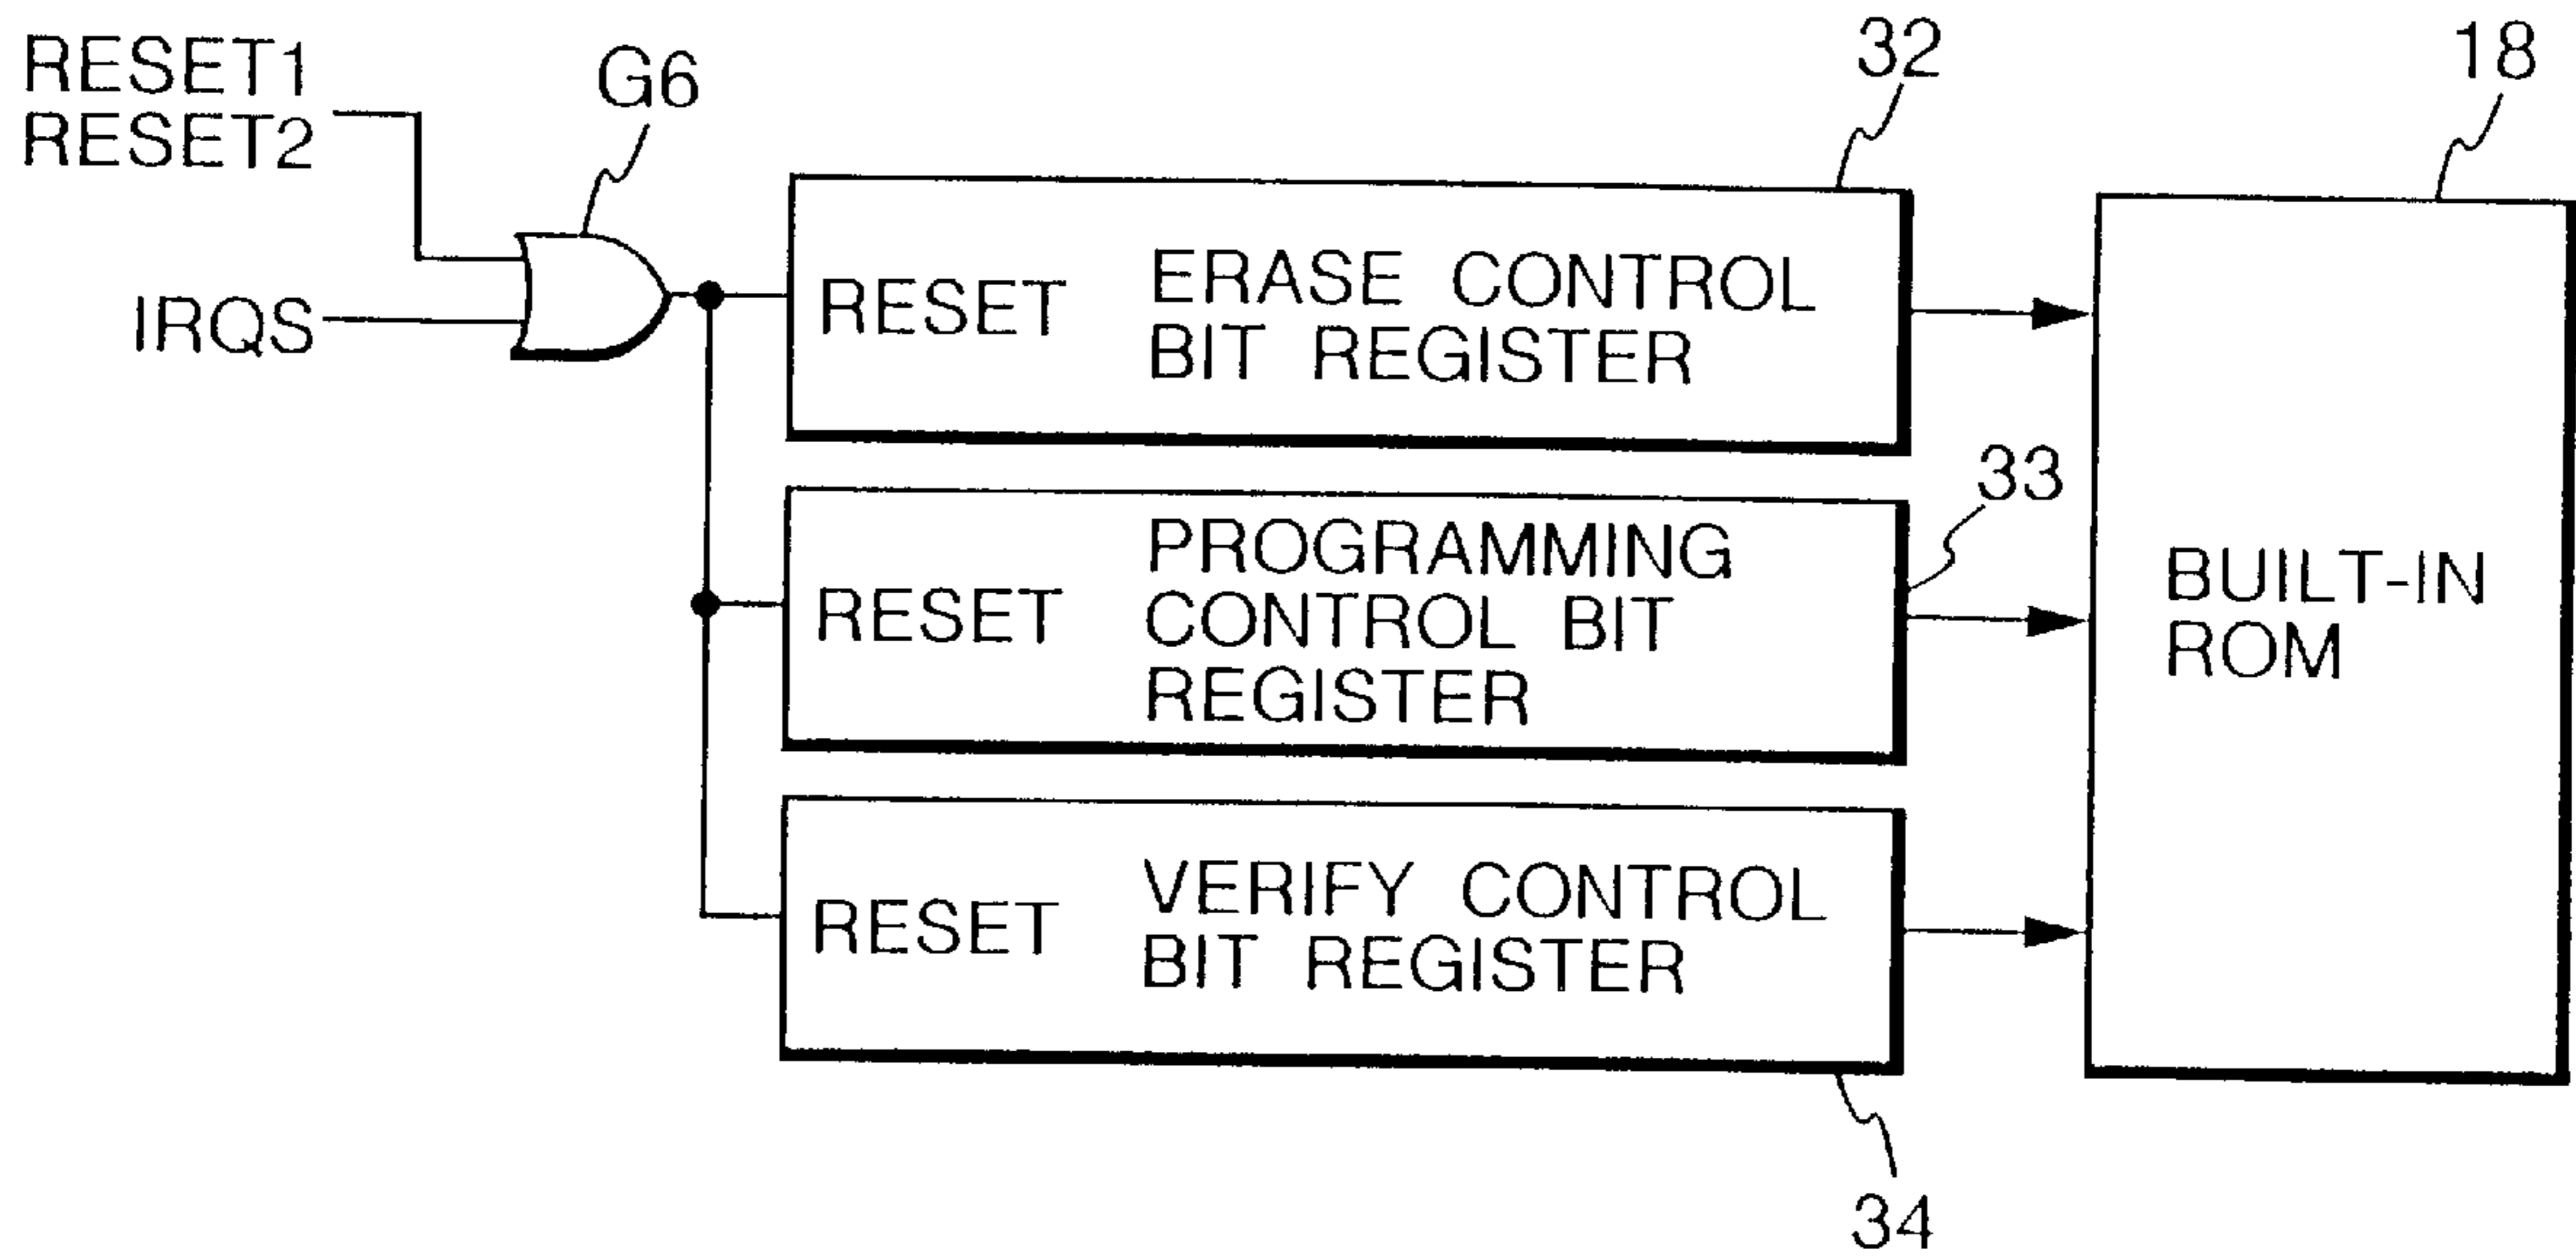 RESET1
RESET2
G6
32
18
IRQS
RESET
ERASE CONTROL
BIT REGISTER
33
RESET
PROGRAMMING
CONTROL BIT
REGISTER
BUILT-IN
ROM
RESET
VERIFY CONTROL
BIT REGISTER
34